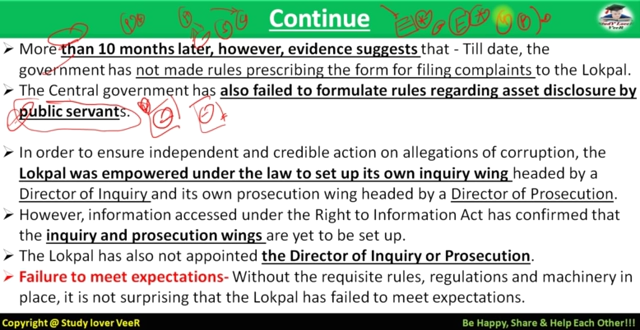 Continue
➤ More than 10 months later, however, evidence suggests that - Till date, the
government has not made rules prescribing the form for filing complaints to the Lokpal.
➤ The Central government has also failed to formulate rules regarding asset disclosure by
public servants.
➤ In order to ensure independent and credible action on allegations of corruption, the
Lokpal was empowered under the law to set up its own inquiry wing headed by a
Director of Inquiry and its own prosecution wing headed by a Director of Prosecution.
➤ However, information accessed under the Right to Information Act has confirmed that
the inquiry and prosecution wings are yet to be set up.
➤ The Lokpal has also not appointed the Director of Inquiry or Prosecution.
➤ Failure to meet expectations- Without the requisite rules, regulations and machinery in
place, it is not surprising that the Lokpal has failed to meet expectations.
Copyright @ Study lover VeeR
Be Happy, Share & Help Each Other!!!